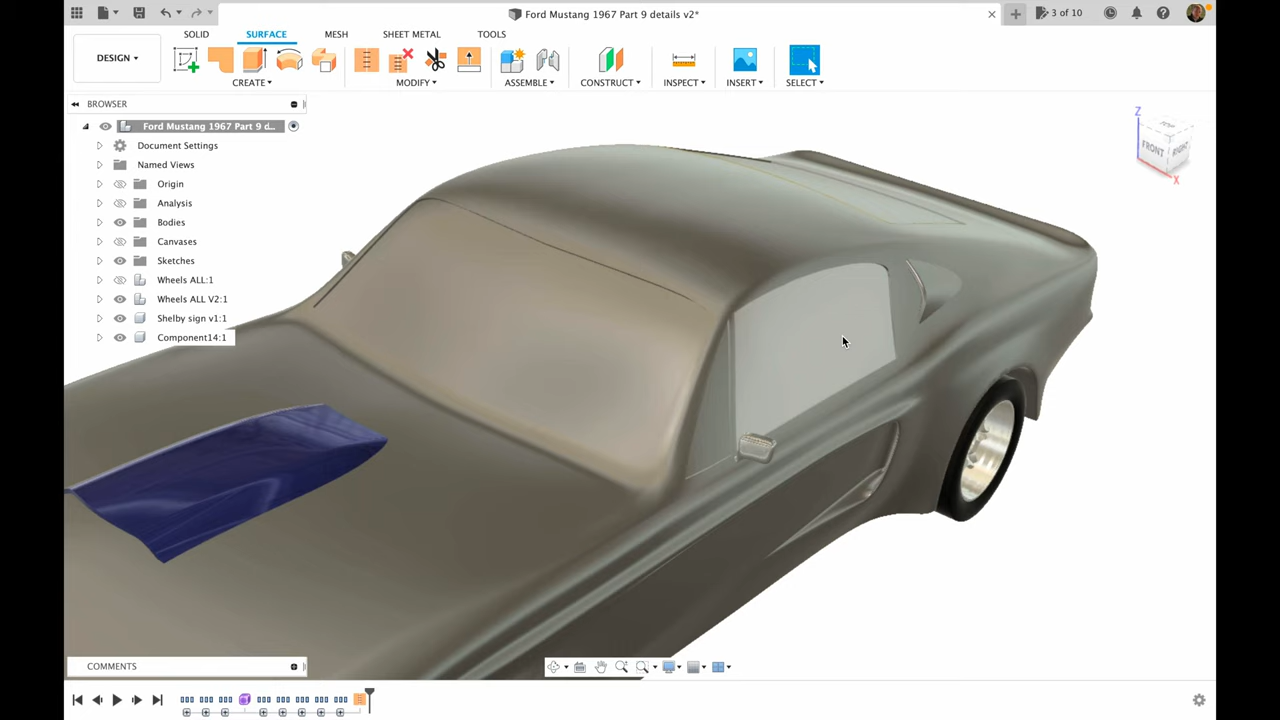 Ford Mustang 1967 Part 9 details v2*
3 of 10
DESIGN
SOLID
SURFACE
MESH
SHEET METAL
TOOLS
CREATE
MODIFY
ASSEMBLE
CONSTRUCT
INSPECT
INSERT
SELECT
BROWSER
Ford Mustang 1967 Part 9 d...
Document Settings
Named Views
Origin
Analysis
Bodies
Canvases
Sketches
Wheels ALL:1
Wheels ALL V2:1
Shelby sign v1:1
Component14:1
Z
TOP
FRONT
RIGHT
X
COMMENTS